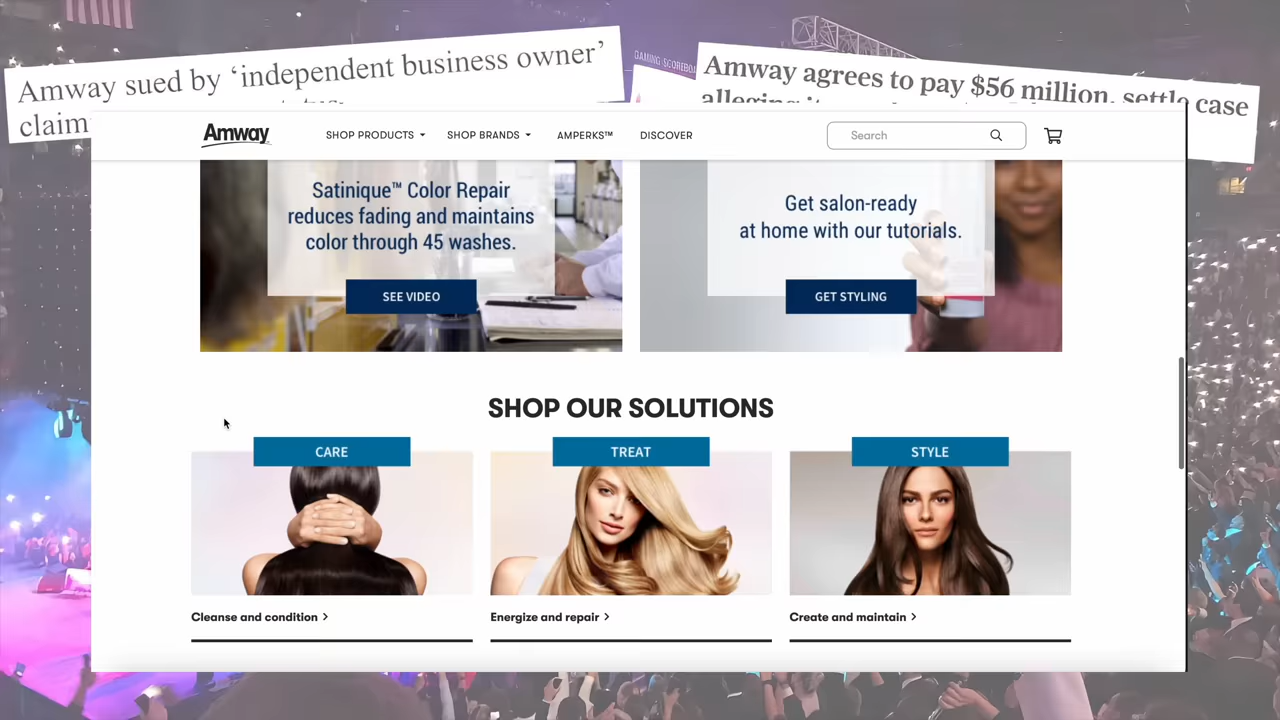 Amway sued by ‘independent business owner’
claim
GAMING SCOREBOA
Amway agrees to pay $56 million, settle case
Amway
SHOP PRODUCTS
SHOP BRANDS
AMPERKS™
DISCOVER
Search
Satinique™ Color Repair
reduces fading and maintains
color through 45 washes.
SEE VIDEO
Get salon-ready
at home with our tutorials.
GET STYLING
SHOP OUR SOLUTIONS
CARE
TREAT
STYLE
Cleanse and condition >
Energize and repair >
Create and maintain >